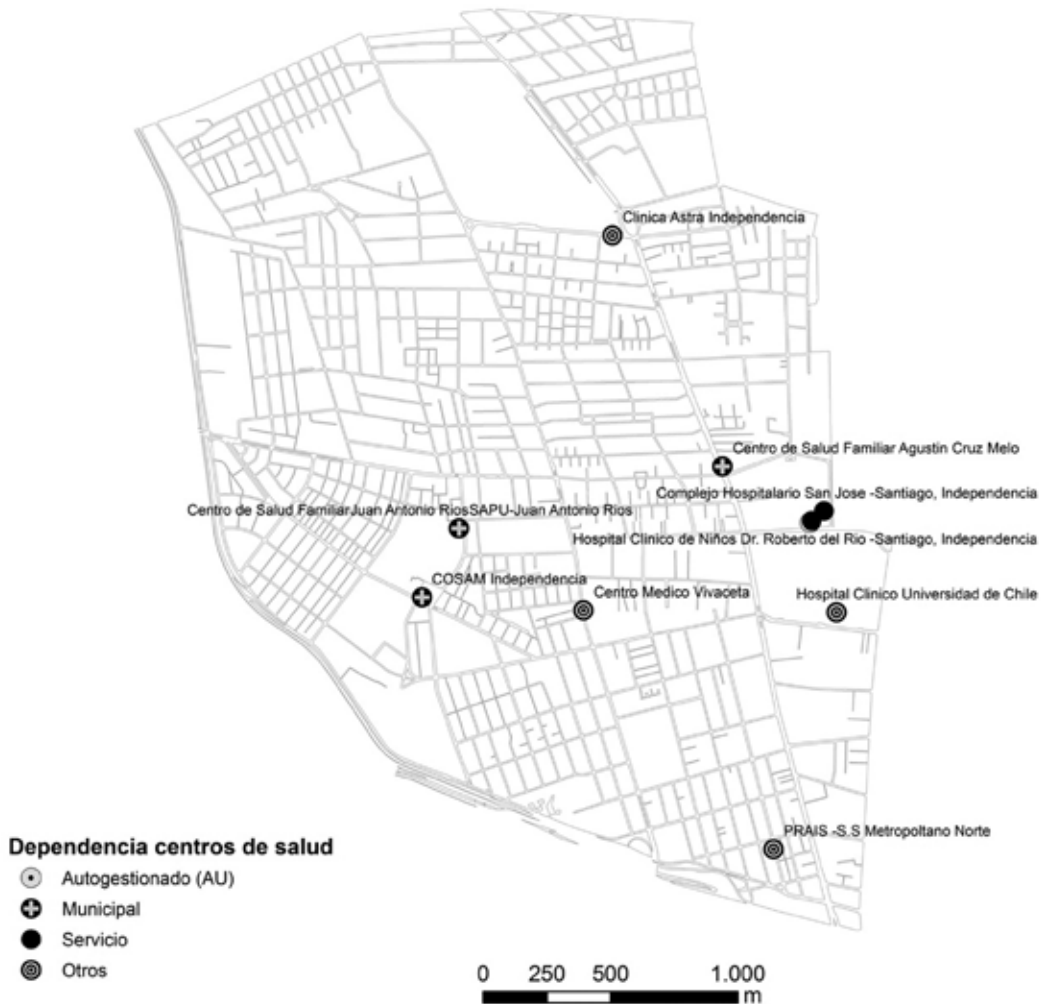 Clinica Astra Independencia
Centro de Salud Familiar Agustin Cruz Melo
Complejo Hospitalario San Jose -Santiago, Independencia
Centro de Salud FamiliarJuan Antonio RiosSAPU-Juan Antonio Rios
Hospital Clinico de Niños Dr. Roberto del Rio -Santiago, Independencia
COSAM Independencia
Centro Medico Vivaceta
Hospital Clinico Universidad de Chile
PRAIS -S.S Metropoltano Norte
Dependencia centros de salud
Autogestionado (AU)
Municipal
Servicio
Otros
0 250 500 1.000
m